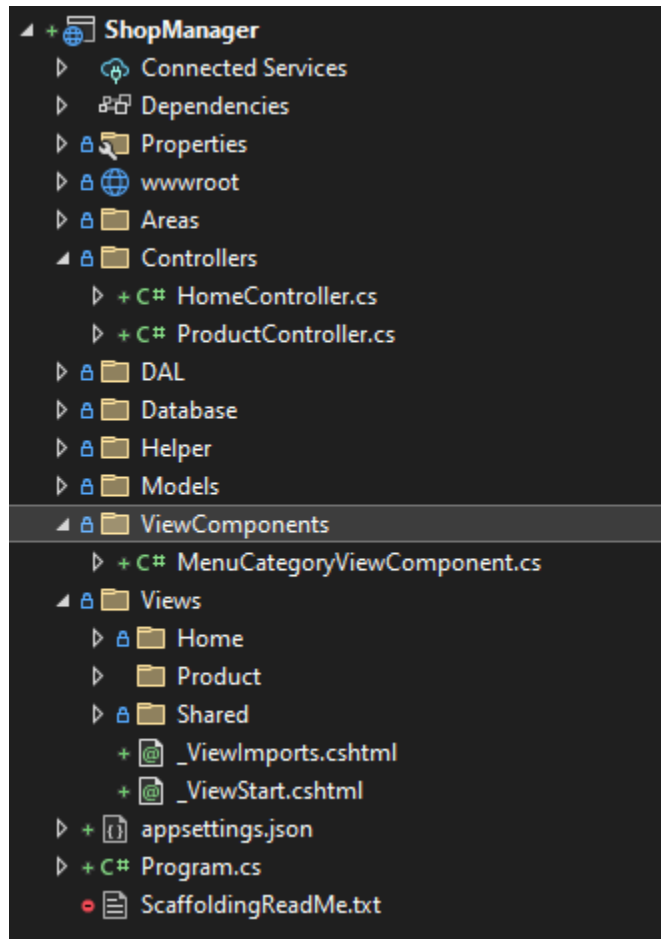 ShopManager
Connected Services
Dependencies
Properties
wwwroot
Areas
Controllers
C# HomeController.cs
C# ProductController.cs
DAL
Database
Helper
Models
ViewComponents
C# MenuCategoryViewComponent.cs
Views
Home
Product
Shared
_ViewImports.cshtml
_ViewStart.cshtml
appsettings.json
C# Program.cs
ScaffoldingReadMe.txt